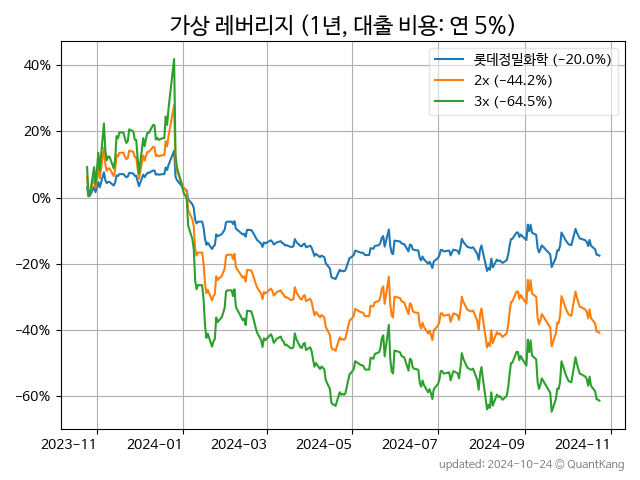 가상 레버리지 (1년, 대출 비용: 연 5%)
롯데정밀화학 (−20.0%)
2x (−44.2%)
3x (−64.5%)
40%
20%
0%
−20%
−40%
−60%
2023-11 2024-01 2024-03 2024-05 2024-07 2024-09 2024-11
updated: 2024-10-24 © QuantKang